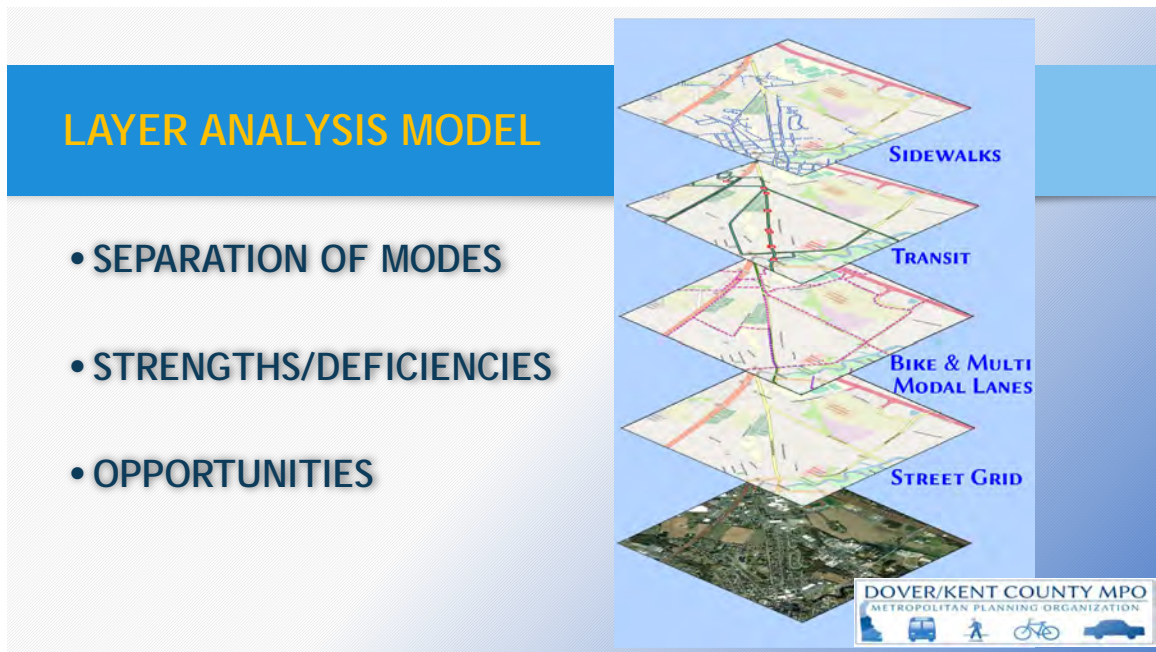 LAYER ANALYSIS MODEL
• SEPARATION OF MODES
• STRENGTHS/DEFICIENCIES
• OPPORTUNITIES
SIDEWALKS
TRANSIT
BIKE & MULTI
MODAL LANES
STREET GRID
DOVER/KENT COUNTY MPO
METROPOLITAN PLANNING ORGANIZATION